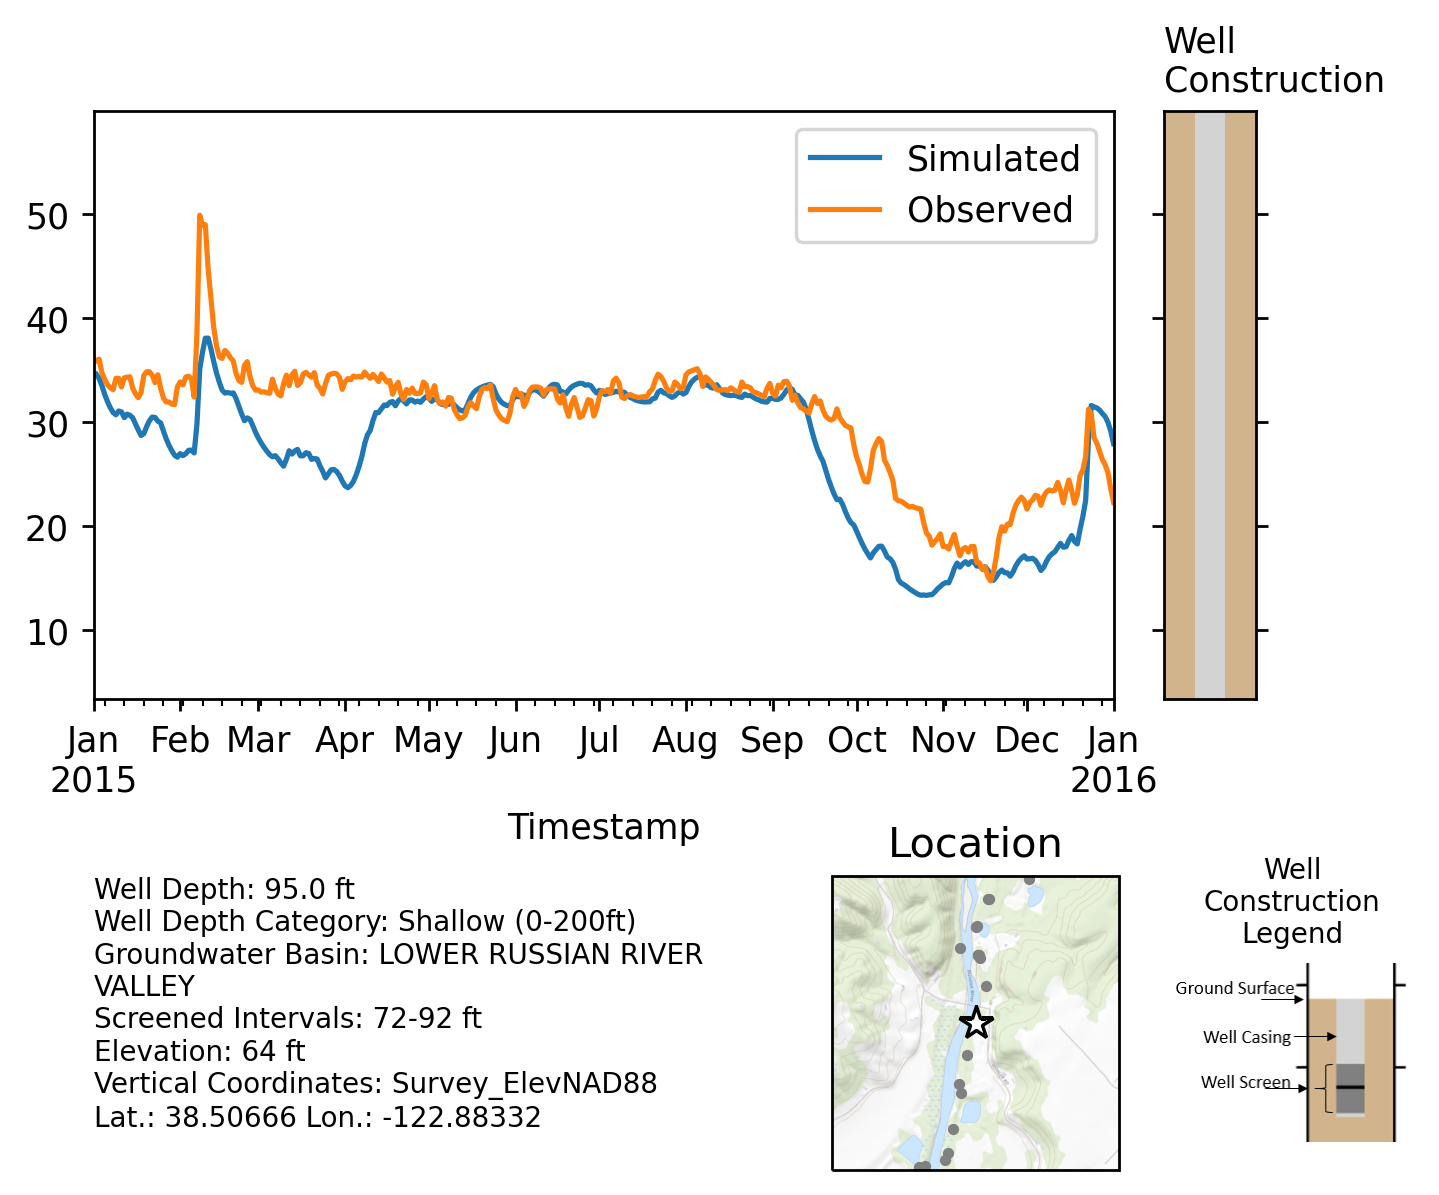 Well
Construction
Simulated
Observed
50
40
30
20
10
Jan
2015
Feb
Mar
Apr
May
Jun
Jul
Aug
Sep
Oct
Nov
Dec
Jan
2016
Timestamp
Well Depth: 95.0 ft
Well Depth Category: Shallow (0-200ft)
Groundwater Basin: LOWER RUSSIAN RIVER
VALLEY
Screened Intervals: 72-92 ft
Elevation: 64 ft
Vertical Coordinates: Survey_ElevNAD88
Lat.: 38.50666 Lon.: -122.88332
Location
Well
Construction
Legend
Ground Surface
Well Casing
Well Screen